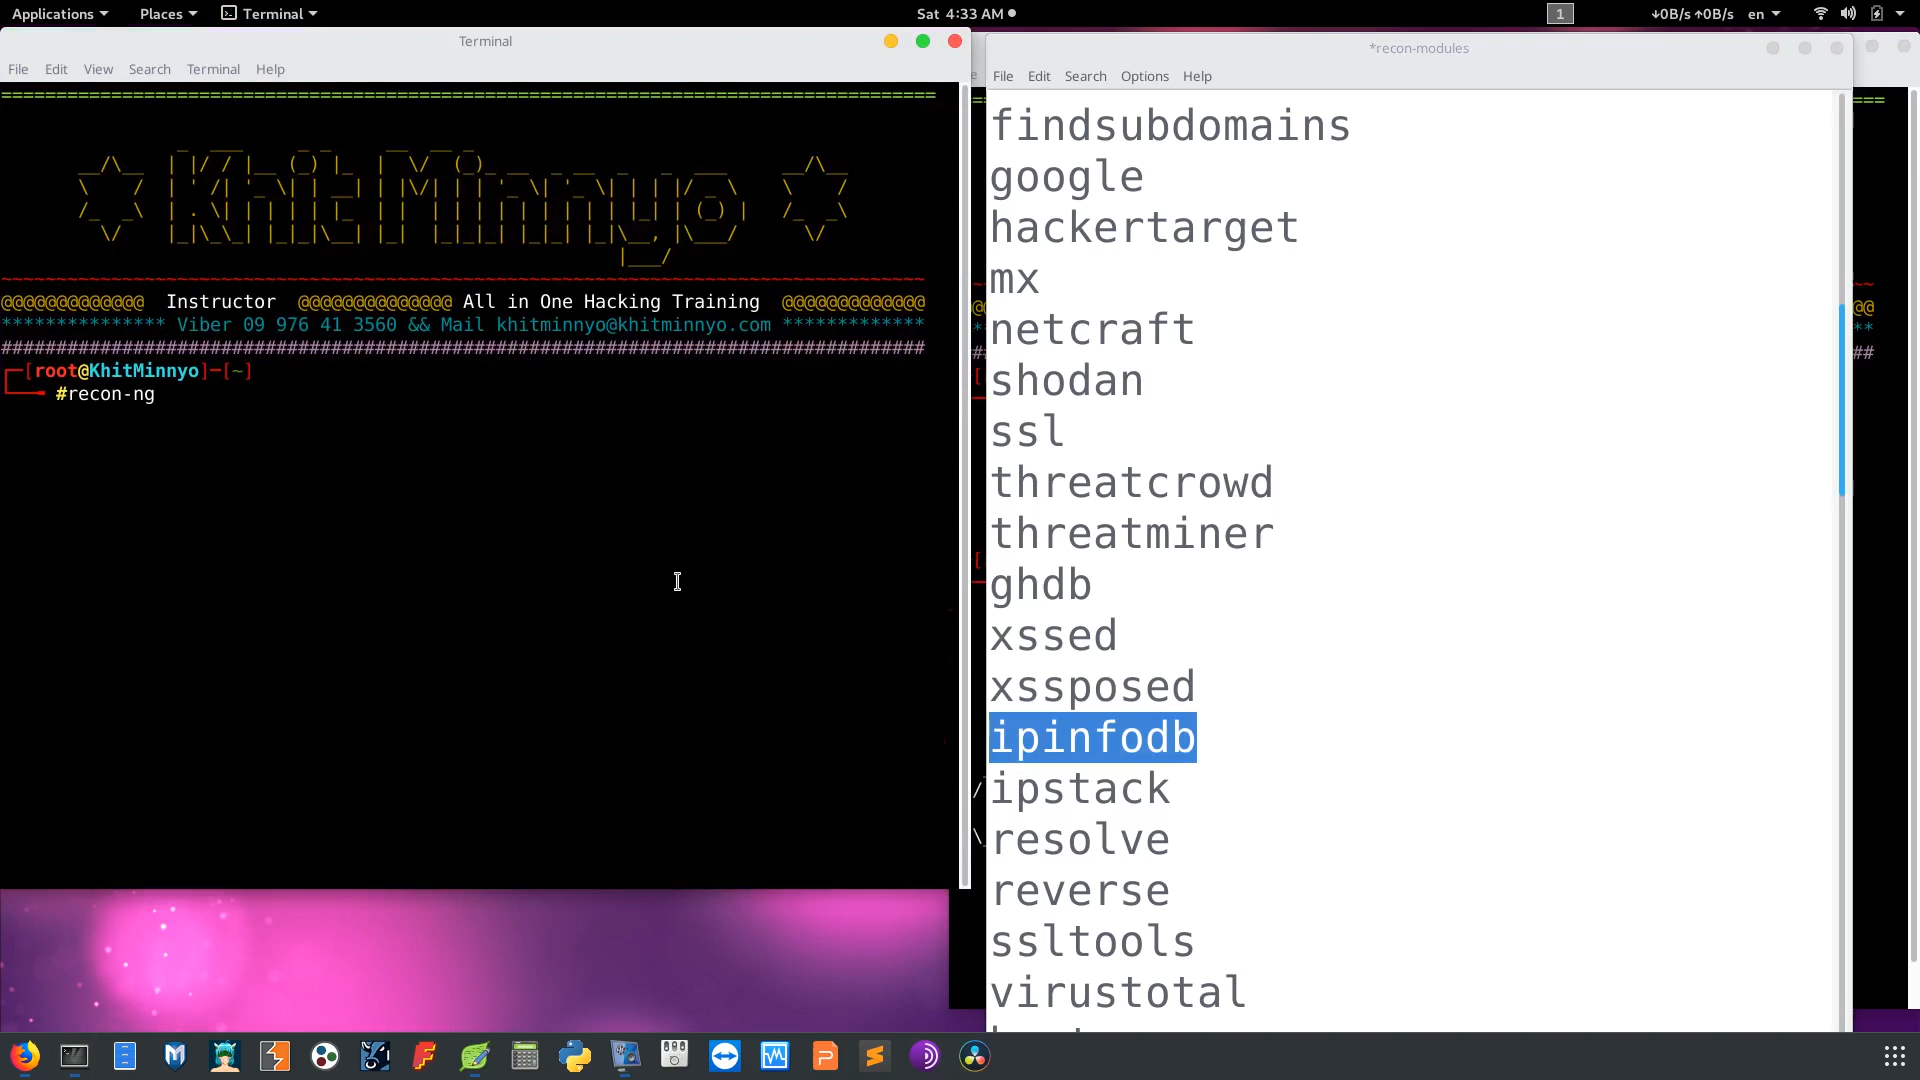 Applications Places Terminal Sat 4:33 AM 1 ↓0B/s ↑0B/s en
Terminal
File Edit View Search Terminal Help
===================================================================================
Khit Minnyo
@@@@@@@@@@@@@ Instructor @@@@@@@@@@@@@@ All in One Hacking Training @@@@@@@@@@@@@
*************** Viber 09 976 41 3560 && Mail khitminnyo@khitminnyo.com *************
[root@KhitMinnyo]─[~]
#recon-ng
*recon-modules
File Edit Search Options Help
findsubdomains
google
hackertarget
mx
netcraft
shodan
ssl
threatcrowd
threatminer
ghdb
xssed
xssposed
ipinfodb
ipstack
resolve
reverse
ssltools
virustotal